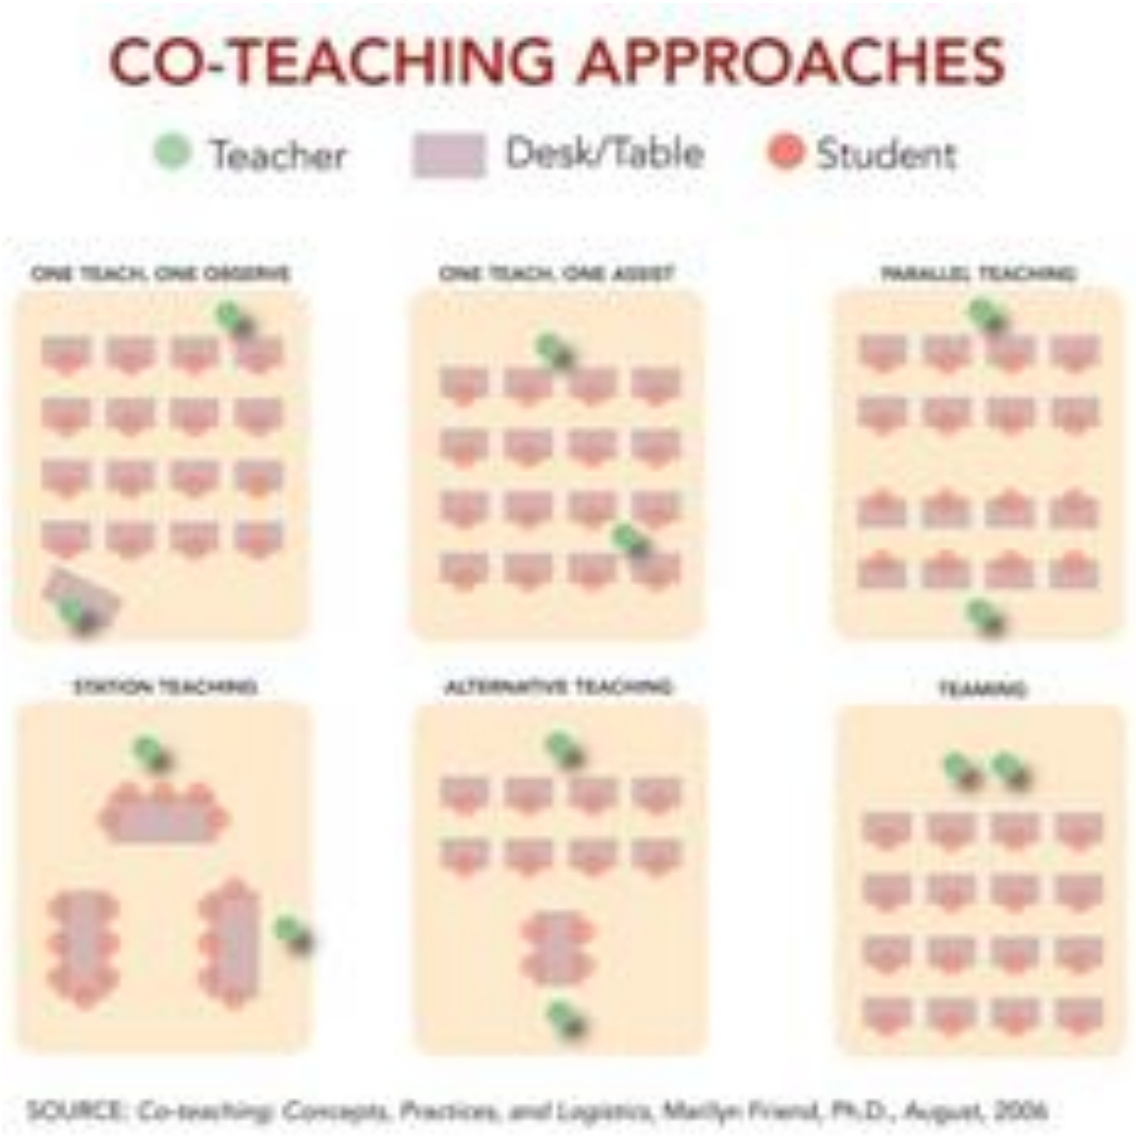 CO-TEACHING APPROACHES
Teacher Desk/Table Student
ONE TEACH, ONE OBSERVE ONE TEACH, ONE ASSIST PARALLEL TEACHING
STATION TEACHING ALTERNATIVE TEACHING TEAMING
SOURCE: Co-teaching: Concepts, Practices, and Logistics, Marilyn Friend, Ph.D., August, 2006